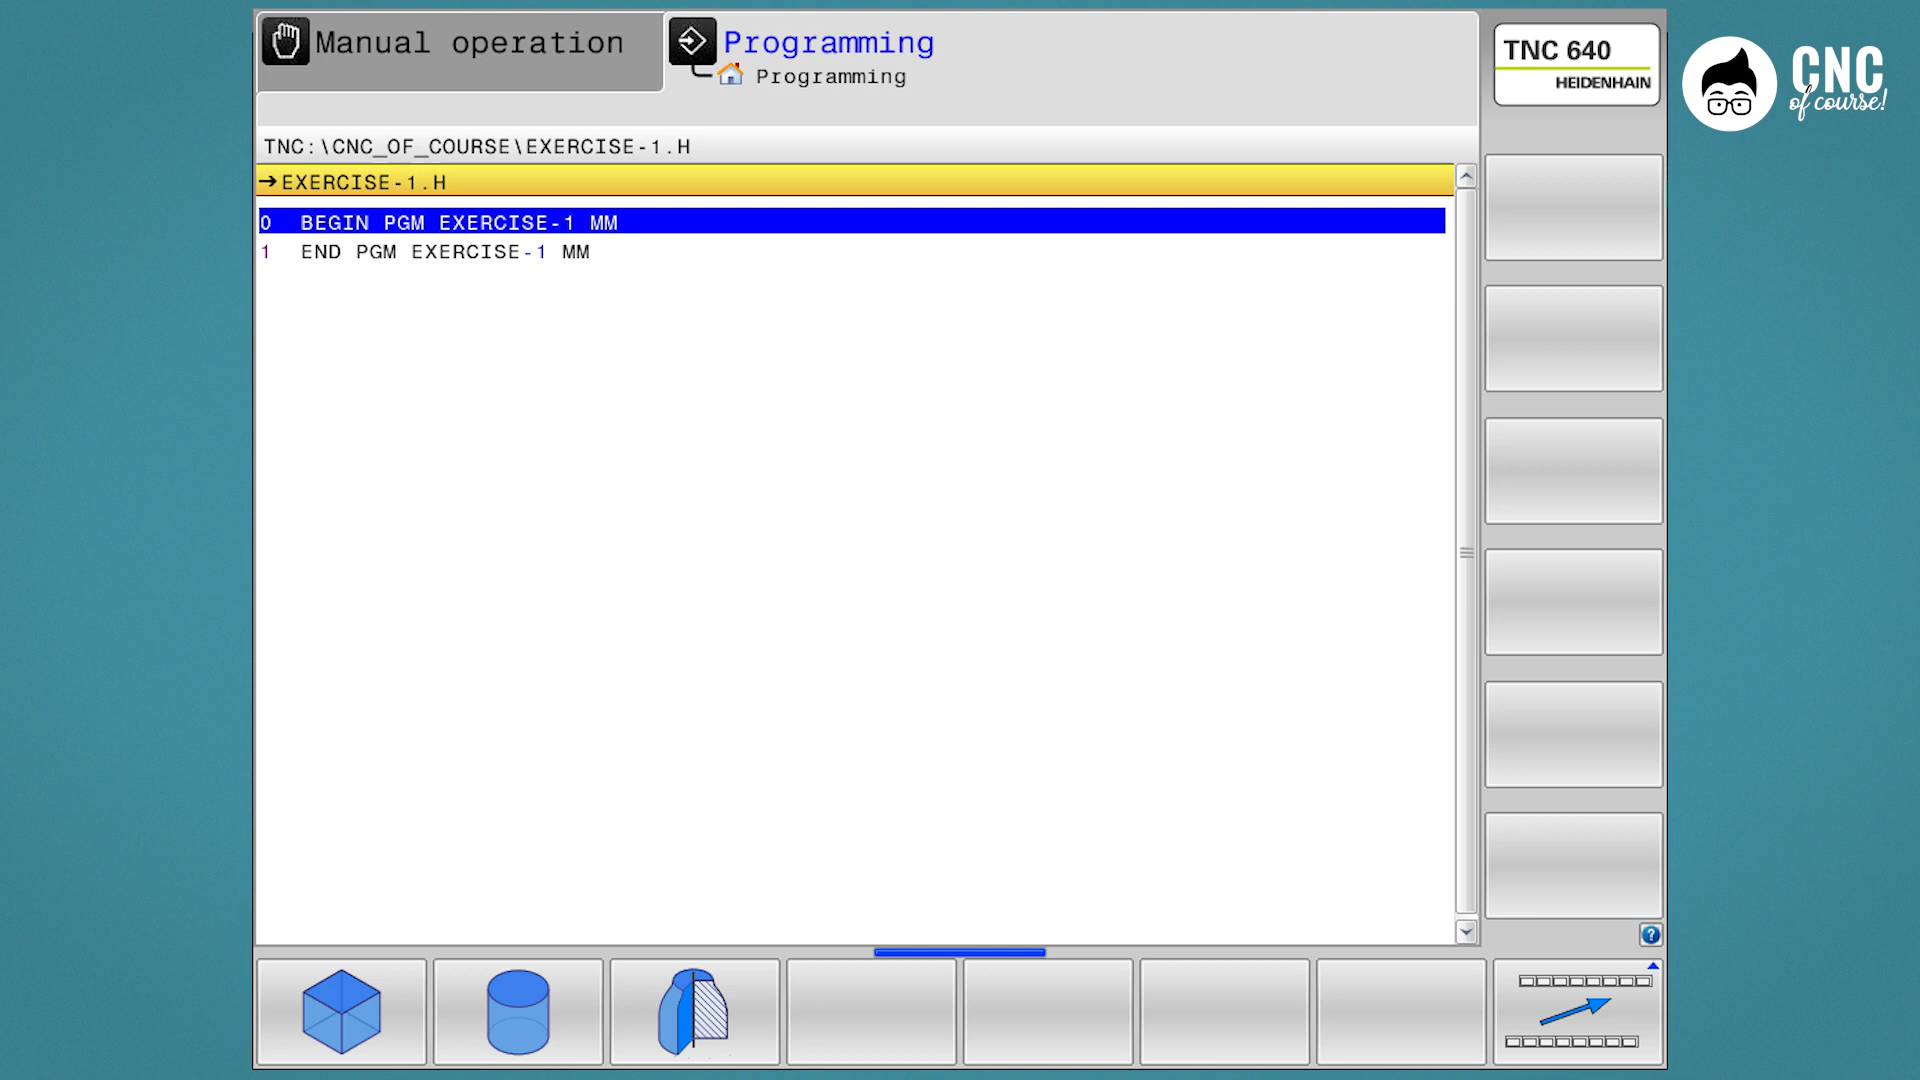 Manual operation
Programming
Programming
TNC 640
HEIDENHAIN
CNC
of course!
TNC:\CNC_OF_COURSE\EXERCISE-1.H
→EXERCISE-1.H
0 BEGIN PGM EXERCISE-1 MM
1 END PGM EXERCISE-1 MM
?